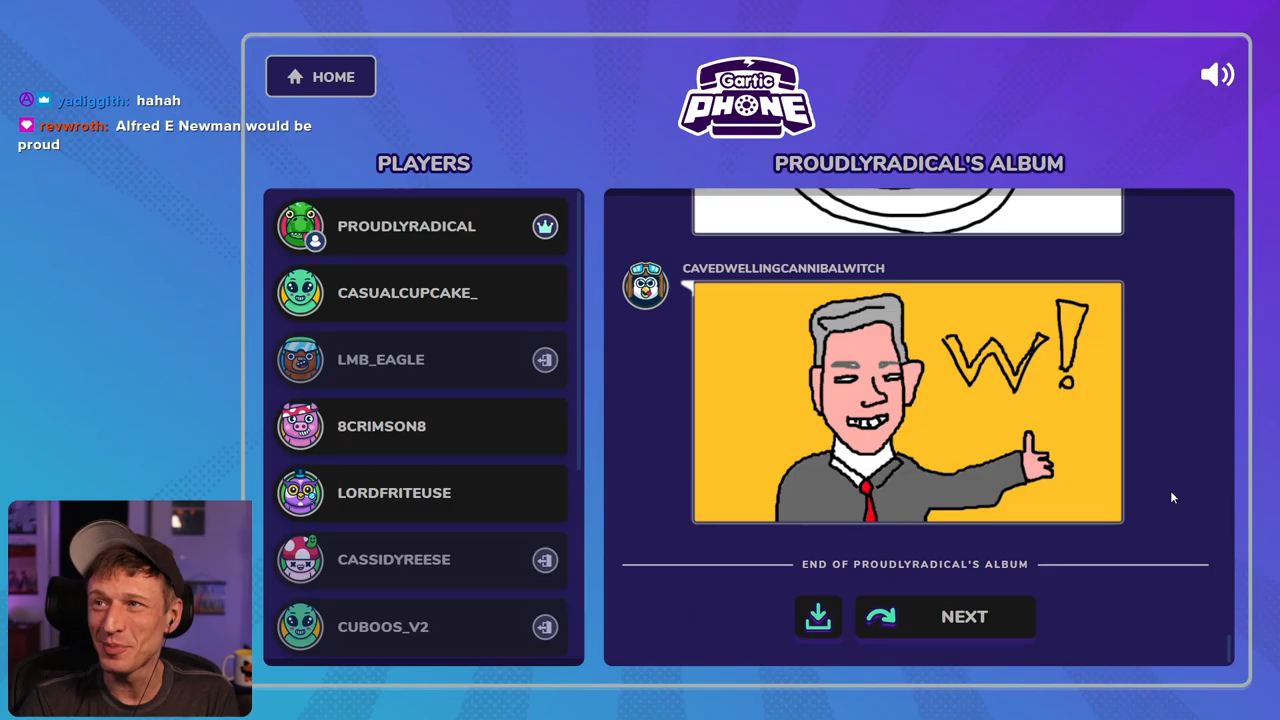 HOME
Gartic
PHONE
yadiggith: hahah
revwroth: Alfred E Newman would be
proud
PLAYERS
PROUDLYRADICAL
CASUALCUPCAKE_
LMB_EAGLE
8CRIMSON8
LORDFRITEUSE
CASSIDYREESE
CUBOOS_V2
PROUDLYRADICAL'S ALBUM
CAVEDWELLINGCANNIBALWITCH
W!
END OF PROUDLYRADICAL'S ALBUM
NEXT